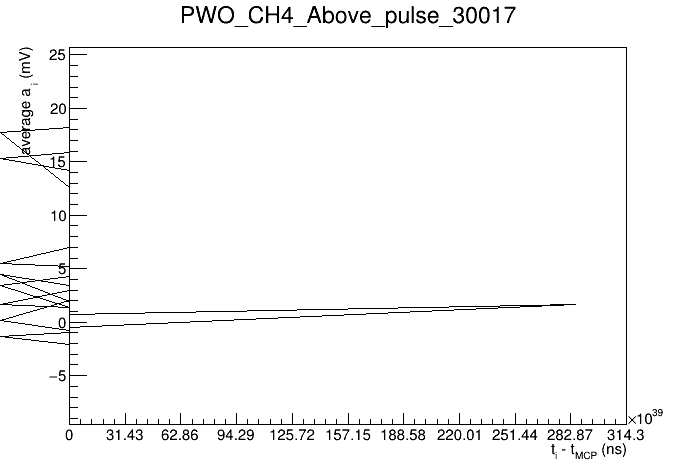 PWO_CH4_Above_pulse_30017
average a i (mV)
25
20
15
10
5
0
−5
0 31.43 62.86 94.29 125.72 157.15 188.58 220.01 251.44 282.87 314.3
×10^39
t_i - t_MCP (ns)